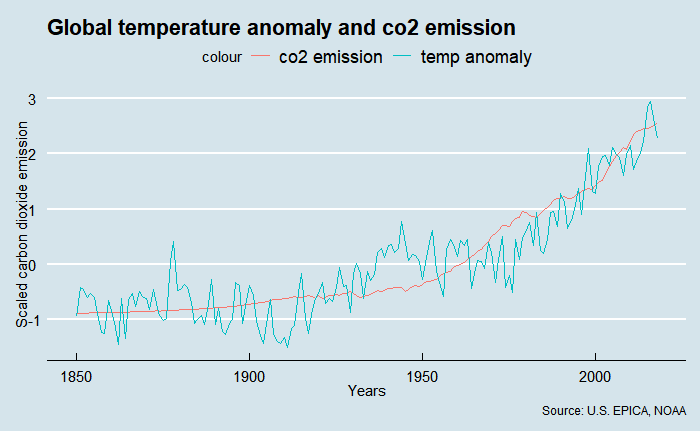 Global temperature anomaly and co2 emission
colour co2 emission temp anomaly
Scaled carbon dioxide emission
3
2
1
0
-1
1850 1900 1950 2000
Years
Source: U.S. EPICA, NOAA